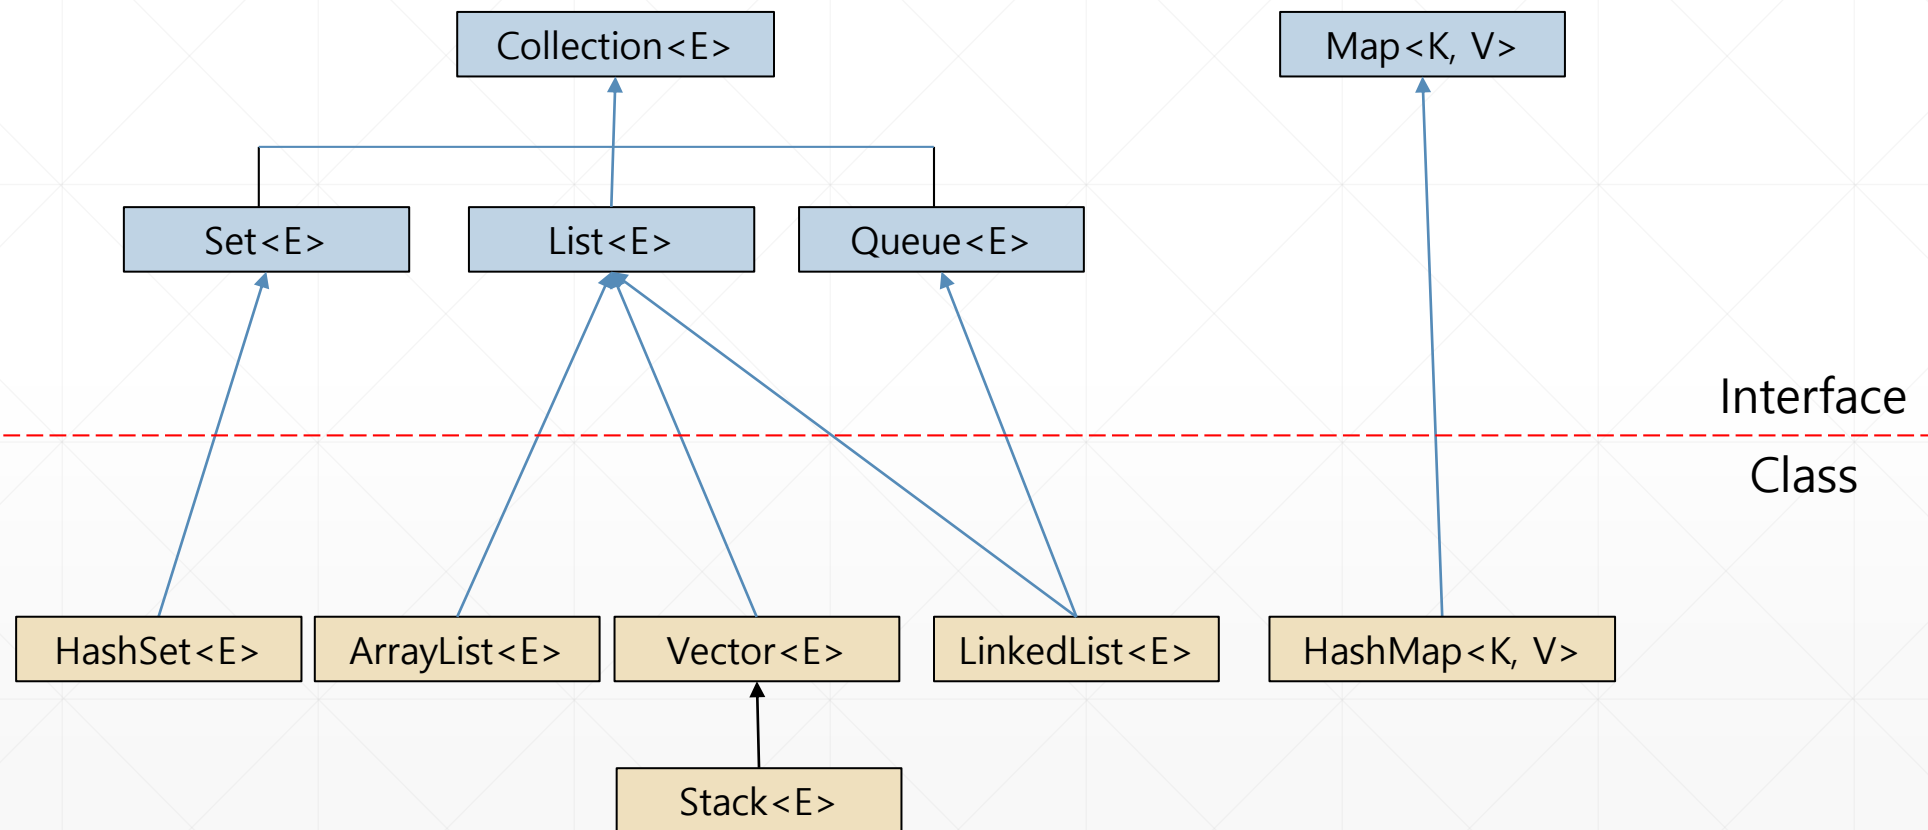 Collection<E>
Map<K, V>
Set<E>
List<E>
Queue<E>
Interface
Class
HashSet<E>
ArrayList<E>
Vector<E>
LinkedList<E>
HashMap<K, V>
Stack<E>